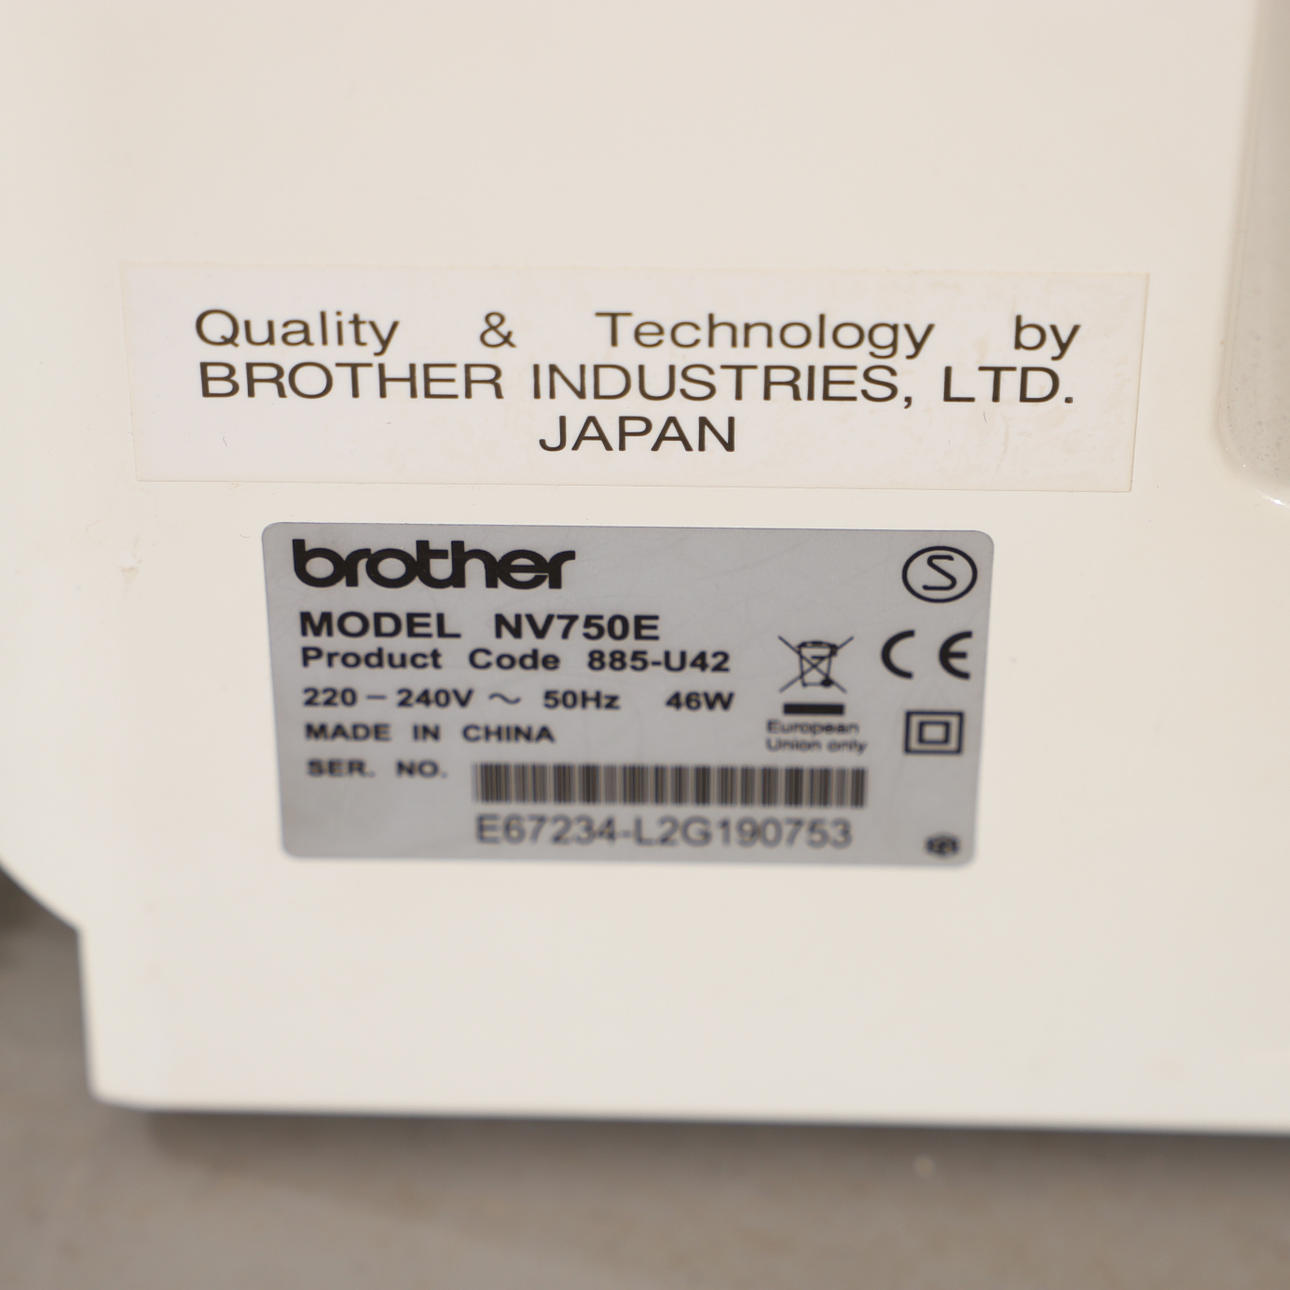 Quality & Technology by
BROTHER INDUSTRIES, LTD.
JAPAN
brother
S
MODEL NV750E
Product Code 885-U42
CE
220 – 240V ~ 50Hz 46W
European
Union only
MADE IN CHINA
SER. NO.
E67234-L2G190753